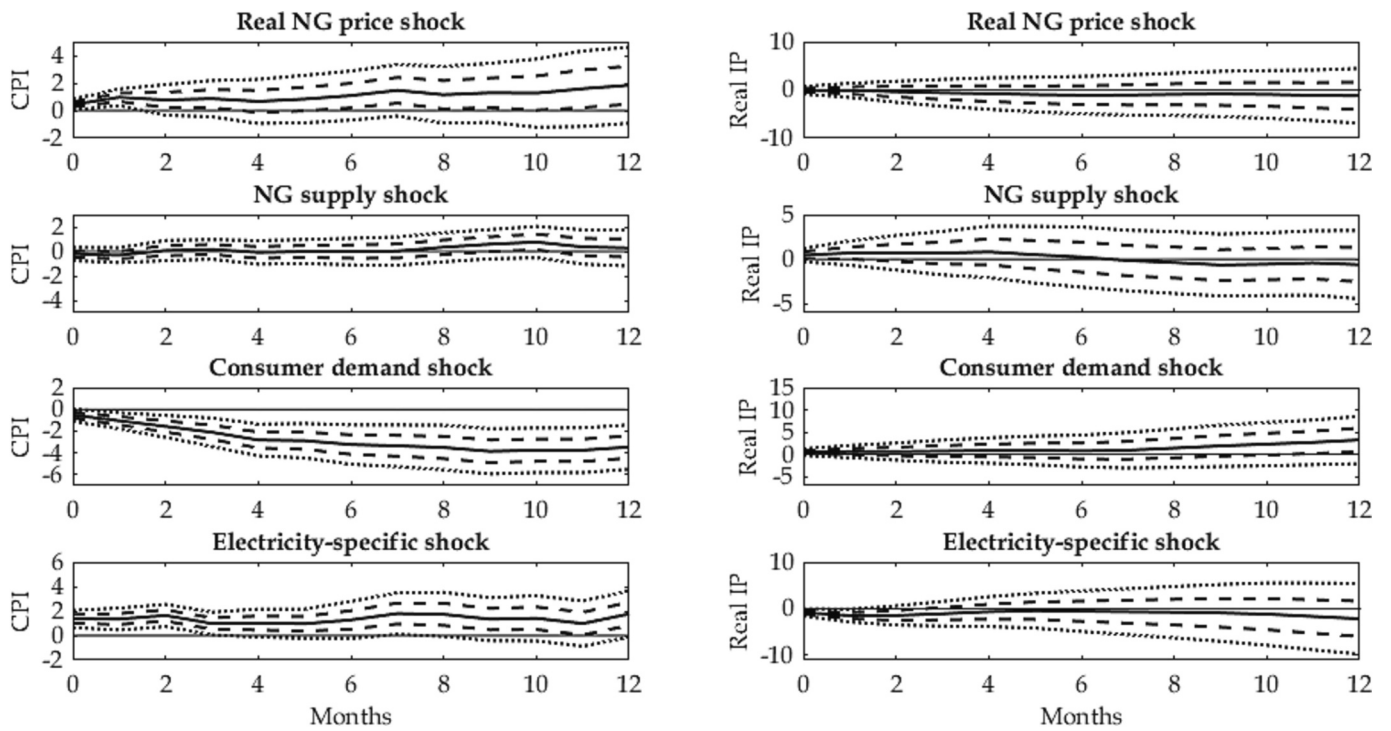 Real NG price shock
CPI
4
2
0
-2
0 2 4 6 8 10 12
Real NG price shock
Real IP
10
0
-10
0 2 4 6 8 10 12
NG supply shock
CPI
2
0
-2
-4
0 2 4 6 8 10 12
NG supply shock
Real IP
5
0
-5
0 2 4 6 8 10 12
Consumer demand shock
CPI
2
0
-2
-4
-6
0 2 4 6 8 10 12
Consumer demand shock
Real IP
15
10
5
0
-5
0 2 4 6 8 10 12
Electricity-specific shock
CPI
6
4
2
0
-2
0 2 4 6 8 10 12
Months
Electricity-specific shock
Real IP
10
0
-10
0 2 4 6 8 10 12
Months